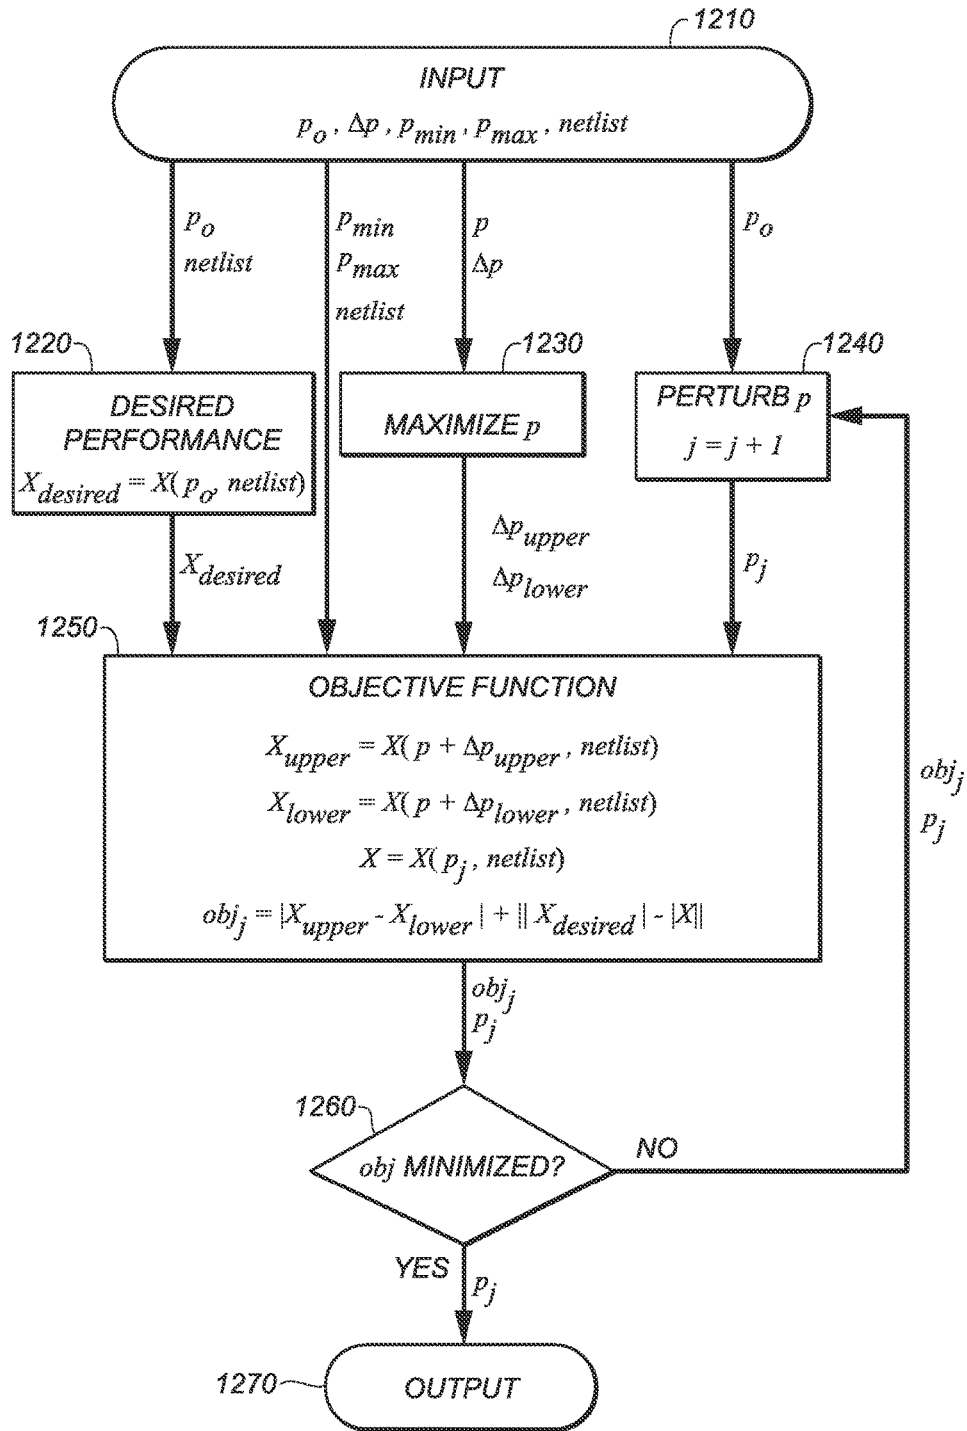 1210
INPUT
p_o , Δp , p_min , p_max , netlist
p_o
netlist
p_min
p_max
netlist
p
Δp
p_o
1220
DESIRED
PERFORMANCE
X_desired = X( p_o, netlist)
1230
MAXIMIZE p
1240
PERTURB p
j = j + 1
X_desired
Δp_upper
Δp_lower
p_j
1250
OBJECTIVE FUNCTION
X_upper = X( p + Δp_upper , netlist)
X_lower = X( p + Δp_lower , netlist)
X = X( p_j , netlist)
obj_j = |X_upper - X_lower | + || X_desired | - |X||
obj_j
p_j
obj_j
p_j
1260
obj MINIMIZED?
NO
YES
p_j
1270
OUTPUT